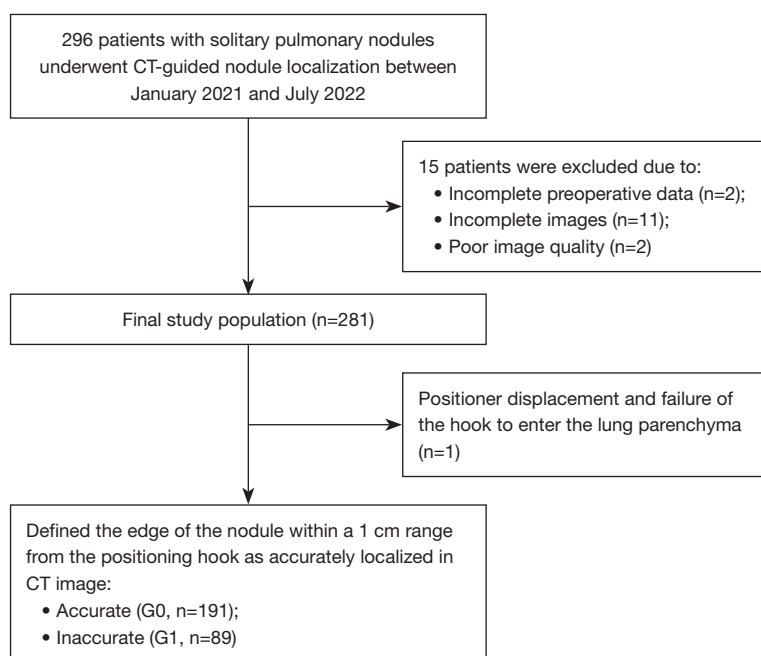 296 patients with solitary pulmonary nodules
underwent CT-guided nodule localization between
January 2021 and July 2022
15 patients were excluded due to:
• Incomplete preoperative data (n=2);
• Incomplete images (n=11);
• Poor image quality (n=2)
Final study population (n=281)
Positioner displacement and failure of
the hook to enter the lung parenchyma
(n=1)
Defined the edge of the nodule within a 1 cm range
from the positioning hook as accurately localized in
CT image:
• Accurate (G0, n=191);
• Inaccurate (G1, n=89)